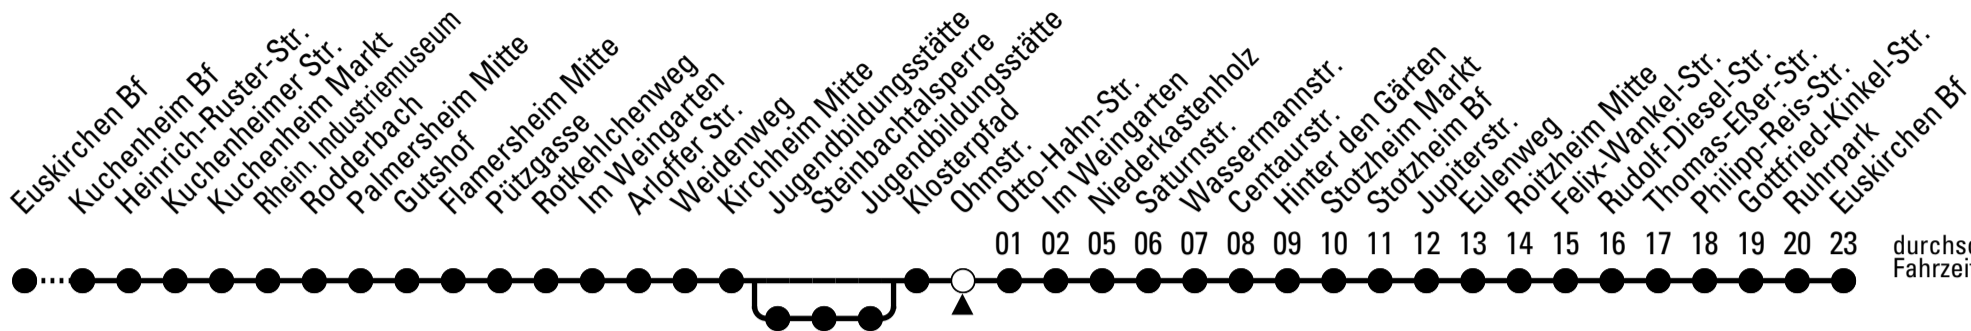 Euskirchen Bf
Kuchenheim Bf
Heinrich-Ruster-Str.
Kuchenheimer Str.
Kuchenheim Markt
Rhein. Industriemuseum
Rodderbach
Palmersheim Mitte
Gutshof
Flamersheim Mitte
Pützgasse
Rotkehlchenweg
Im Weingarten
Arloffer Str.
Weidenweg
Kirchheim Mitte
Jugendbildungsstätte
Steinbachtalsperre
Jugendbildungsstätte
Klosterpfad
Ohmstr.
Otto-Hahn-Str.
Im Weingarten
Niederkastenholz
Saturnstr.
Wassermannstr.
Centaurstr.
Hinter den Gärten
Stotzheim Markt
Stotzheim Bf
Jupiterstr.
Eulenweg
Roitzheim Mitte
Felix-Wankel-Str.
Rudolf-Diesel-Str.
Thomas-Eßer-Str.
Philipp-Reis-Str.
Gottfried-Kinkel-Str.
Ruhrpark
Euskirchen Bf
01 02 05 06 07 08 09 10 11 12 13 14 15 16 17 18 19 20 23